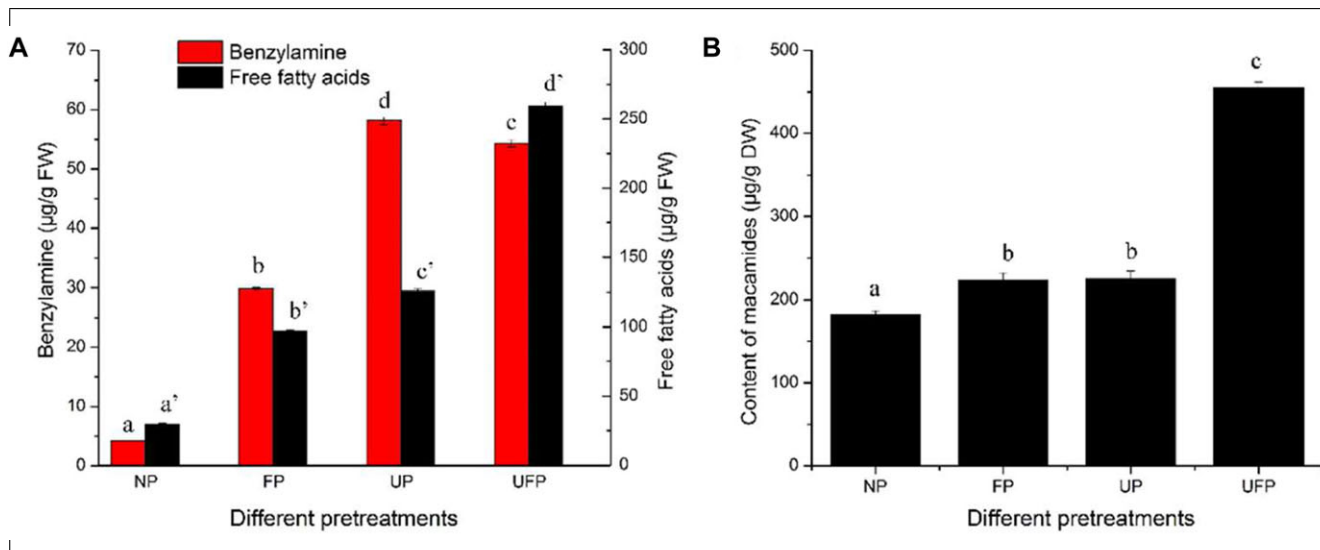 A
Benzylamine
Free fatty acids
Benzylamine (µg/g FW)
70
60
50
40
30
20
10
0
Free fatty acids (µg/g FW)
300
250
200
150
100
50
0
a
a’
b
b’
d
c’
c
d’
NP
FP
UP
UFP
Different pretreatments
B
Content of macamides (µg/g DW)
500
400
300
200
100
0
a
b
b
c
NP
FP
UP
UFP
Different pretreatments